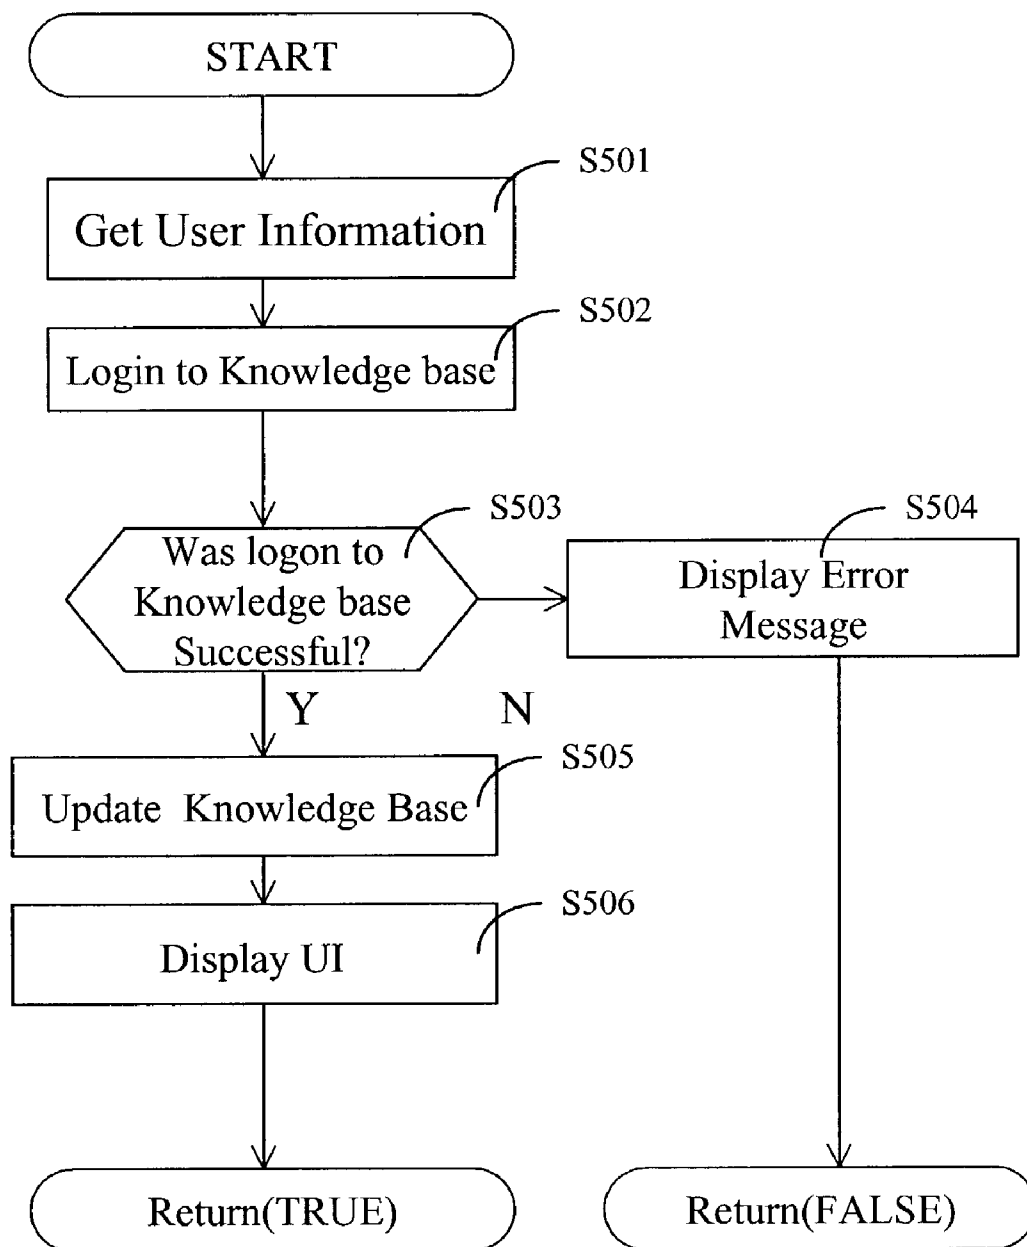 START
S501
Get User Information
S502
Login to Knowledge base
S503
Was logon to
Knowledge base
Successful?
S504
Display Error
Message
Y
N
S505
Update Knowledge Base
S506
Display UI
Return(TRUE)
Return(FALSE)